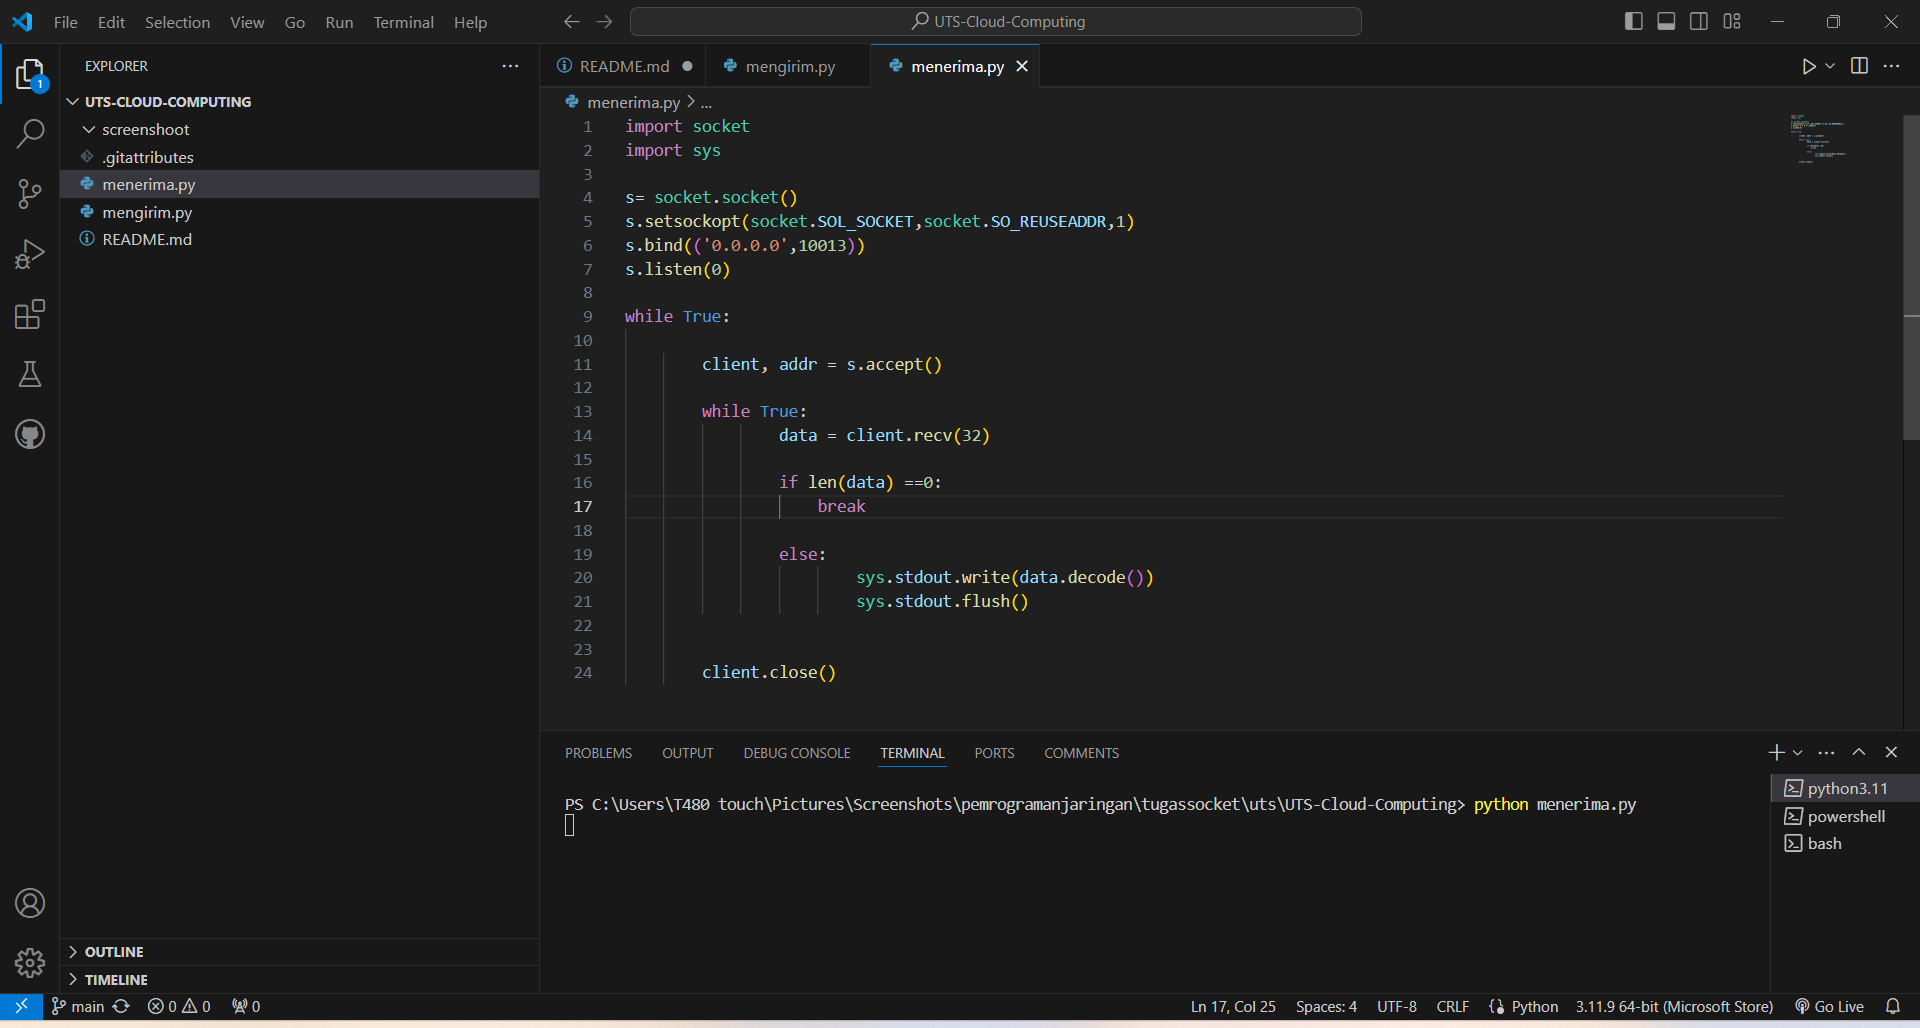 File Edit Selection View Go Run Terminal Help
UTS-Cloud-Computing
EXPLORER
UTS-CLOUD-COMPUTING
screenshoot
.gitattributes
menerima.py
mengirim.py
README.md
1
README.md mengirim.py menerima.py
menerima.py > ...
1 import socket
2 import sys
3
4 s= socket.socket()
5 s.setsockopt(socket.SOL_SOCKET,socket.SO_REUSEADDR,1)
6 s.bind(('0.0.0.0',10013))
7 s.listen(0)
8
9 while True:
10
11 client, addr = s.accept()
12
13 while True:
14 data = client.recv(32)
15
16 if len(data) ==0:
17 break
18
19 else:
20 sys.stdout.write(data.decode())
21 sys.stdout.flush()
22
23
24 client.close()
PROBLEMS OUTPUT DEBUG CONSOLE TERMINAL PORTS COMMENTS
PS C:\Users\T480 touch\Pictures\Screenshots\pemrogramanjaringan\tugassocket\uts\UTS-Cloud-Computing> python menerima.py
python3.11
powershell
bash
OUTLINE
TIMELINE
main 0 0 0 Ln 17, Col 25 Spaces: 4 UTF-8 CRLF Python 3.11.9 64-bit (Microsoft Store) Go Live